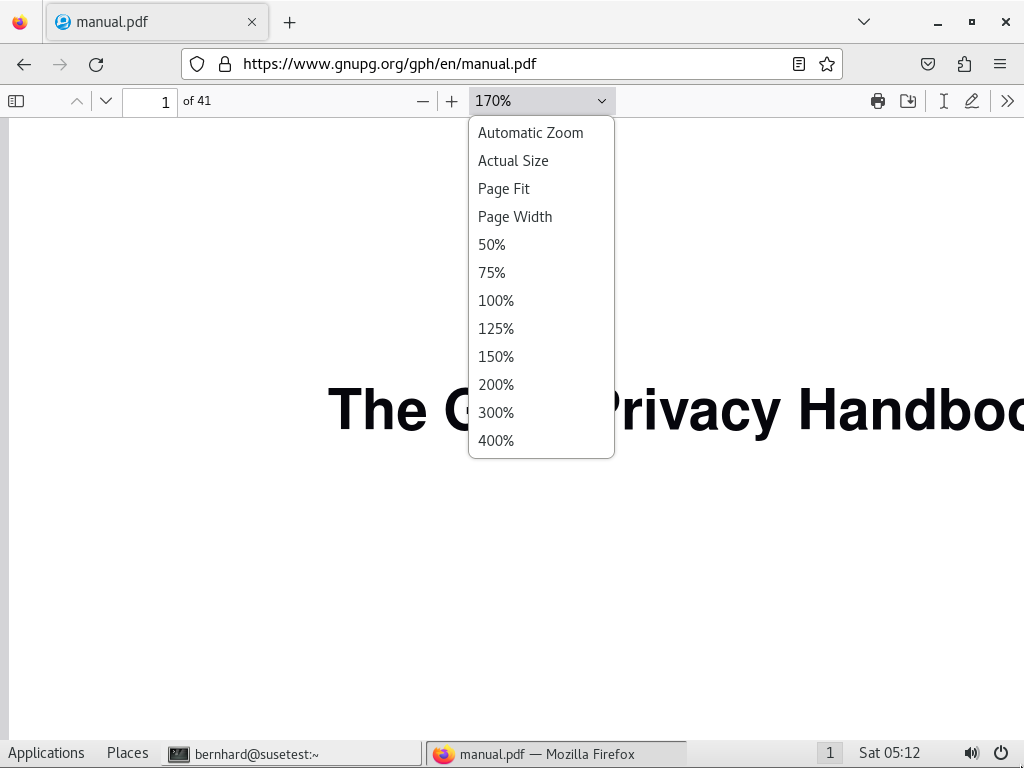 manual.pdf
https://www.gnupg.org/gph/en/manual.pdf
1 of 41 170%
Automatic Zoom
Actual Size
Page Fit
Page Width
50%
75%
100%
125%
150%
200%
300%
400%
The G Privacy Handboo
Applications Places bernhard@susetest:~ manual.pdf — Mozilla Firefox 1 Sat 05:12